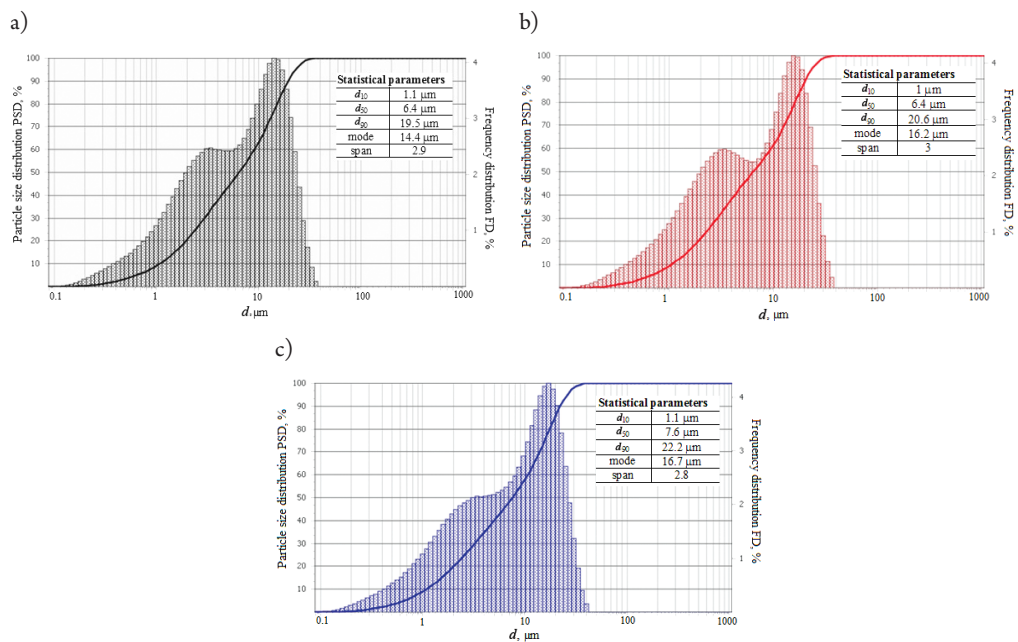 a)
Particle size distribution PSD, %
100
90
80
70
60
50
40
30
20
10
Statistical parameters
d10 1.1 μm
d50 6.4 μm
d90 19.5 μm
mode 14.4 μm
span 2.9
4
3
2
1
Frequency distribution FD, %
0.1 1 10 100 1000
d, μm
b)
Particle size distribution PSD, %
100
90
80
70
60
50
40
30
20
10
Statistical parameters
d10 1 μm
d50 6.4 μm
d90 20.6 μm
mode 16.2 μm
span 3
4
3
2
1
Frequency distribution FD, %
0.1 1 10 100 1000
d, μm
c)
Particle size distribution PSD, %
100
90
80
70
60
50
40
30
20
10
Statistical parameters
d10 1.1 μm
d50 7.6 μm
d90 22.2 μm
mode 16.7 μm
span 2.8
4
3
2
1
Frequency distribution FD, %
0.1 1 10 100 1000
d, μm